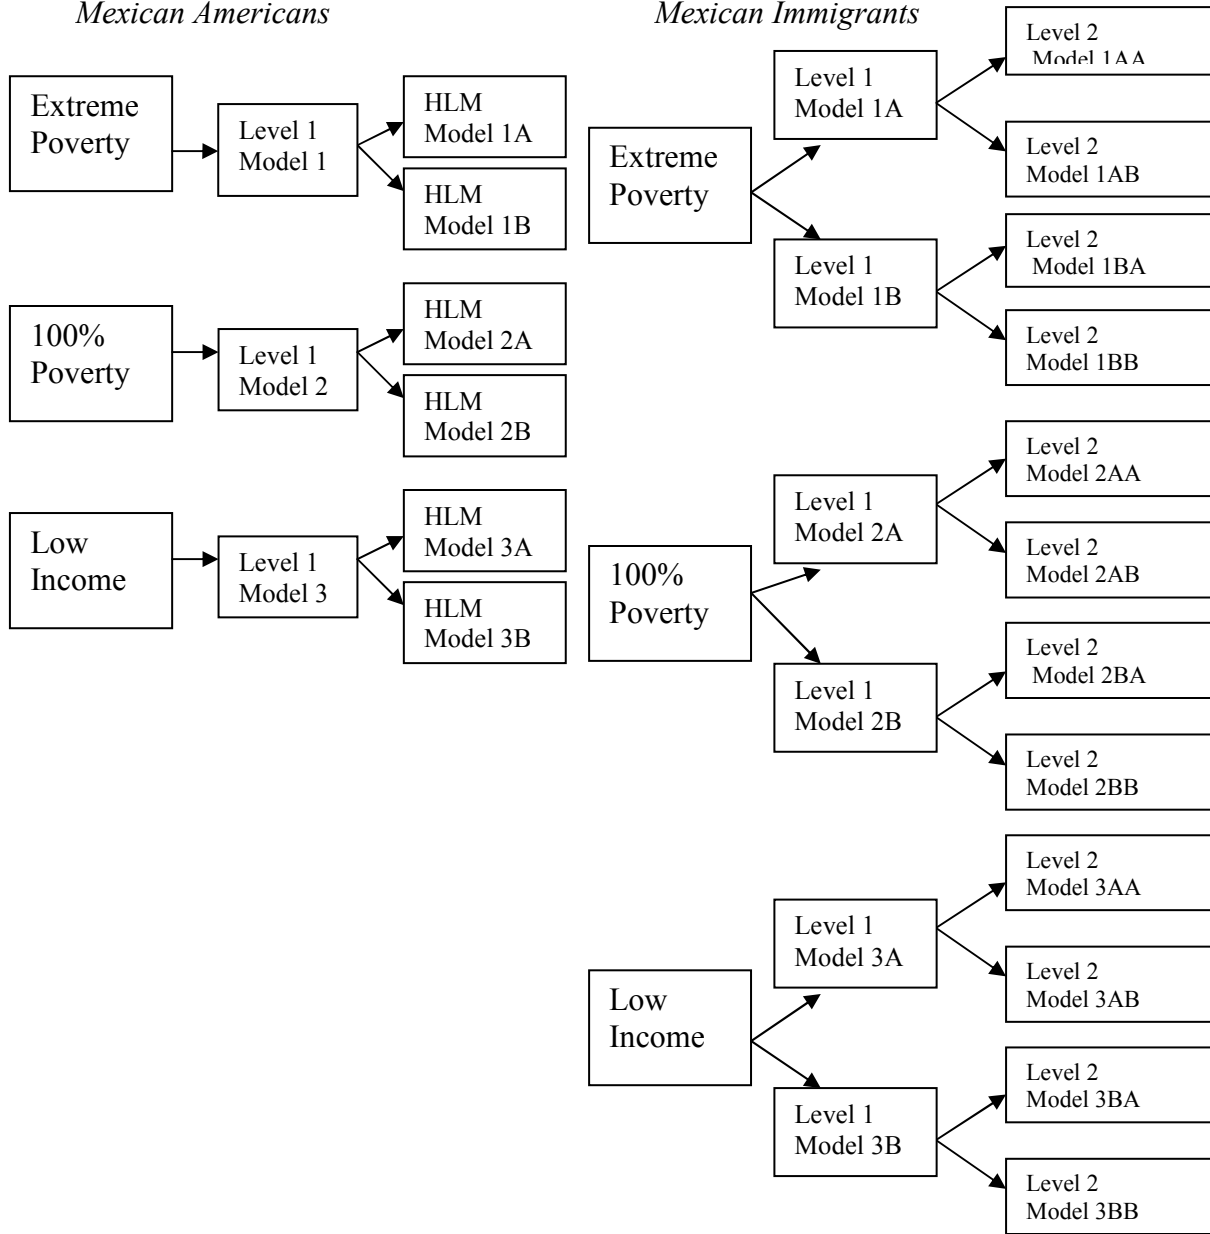 Mexican Americans
Extreme
Poverty
Level 1
Model 1
HLM
Model 1A
HLM
Model 1B
100%
Poverty
Level 1
Model 2
HLM
Model 2A
HLM
Model 2B
Low
Income
Level 1
Model 3
HLM
Model 3A
HLM
Model 3B
Mexican Immigrants
Extreme
Poverty
Level 1
Model 1A
Level 2
Model 1AA
Level 2
Model 1AB
Level 1
Model 1B
Level 2
Model 1BA
Level 2
Model 1BB
100%
Poverty
Level 1
Model 2A
Level 2
Model 2AA
Level 2
Model 2AB
Level 1
Model 2B
Level 2
Model 2BA
Level 2
Model 2BB
Low
Income
Level 1
Model 3A
Level 2
Model 3AA
Level 2
Model 3AB
Level 1
Model 3B
Level 2
Model 3BA
Level 2
Model 3BB